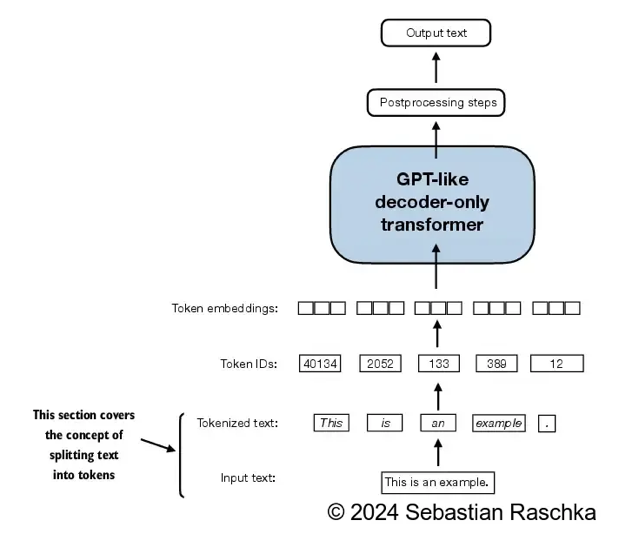 Output text
Postprocessing steps
GPT-like
decoder-only
transformer
Token embeddings:
Token IDs: 40134 2052 133 389 12
This section covers
the concept of
splitting text
into tokens
Tokenized text: This is an example .
Input text: This is an example.
© 2024 Sebastian Raschka